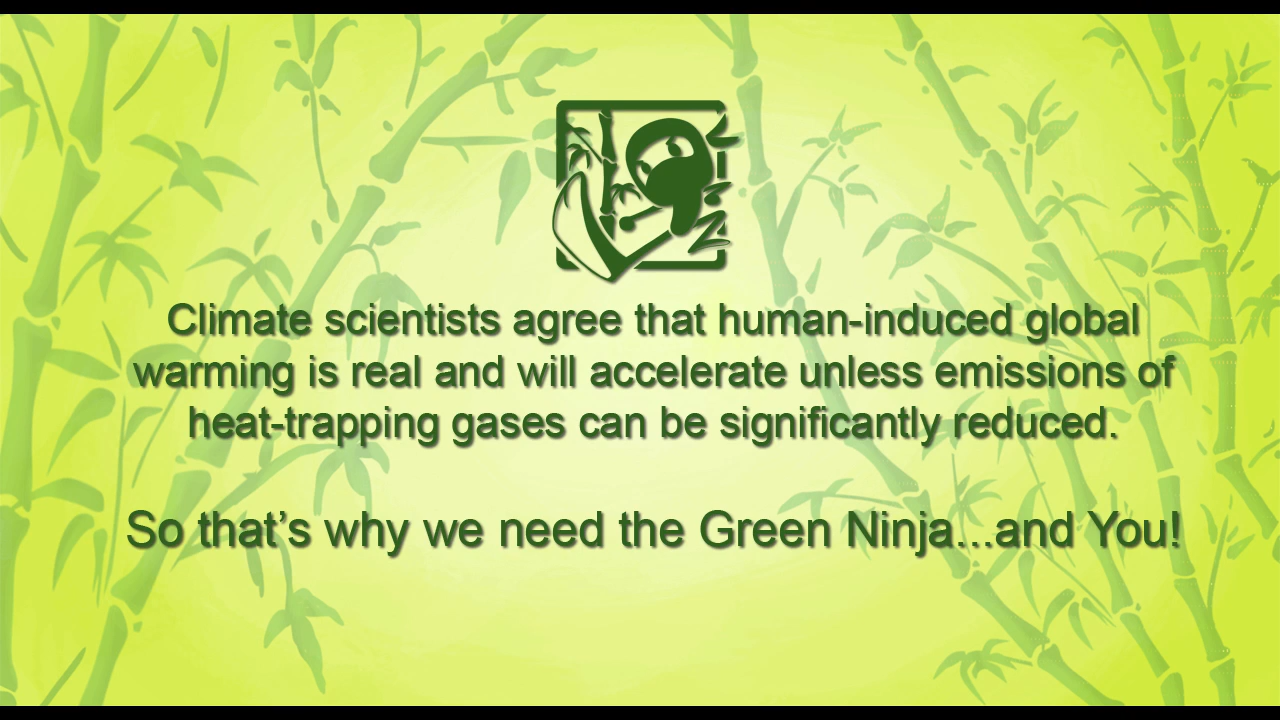 Climate scientists agree that human-induced global
warming is real and will accelerate unless emissions of
heat-trapping gases can be significantly reduced.
So that’s why we need the Green Ninja...and You!